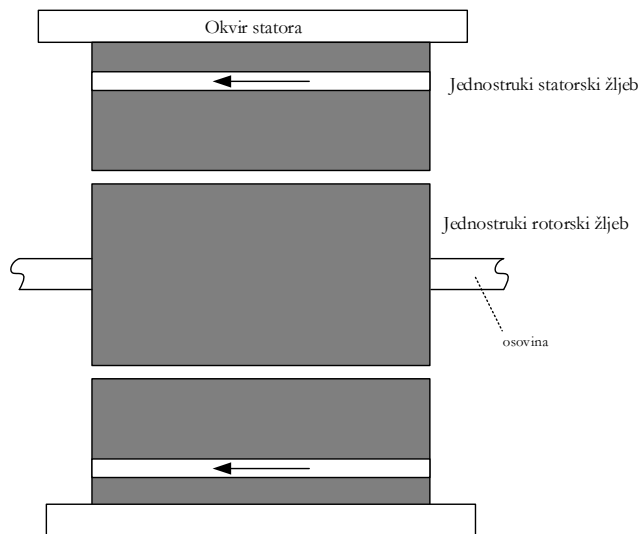 Okvir statora
Jednostruki statorski žljeb
Jednostruki rotorski žljeb
osovina